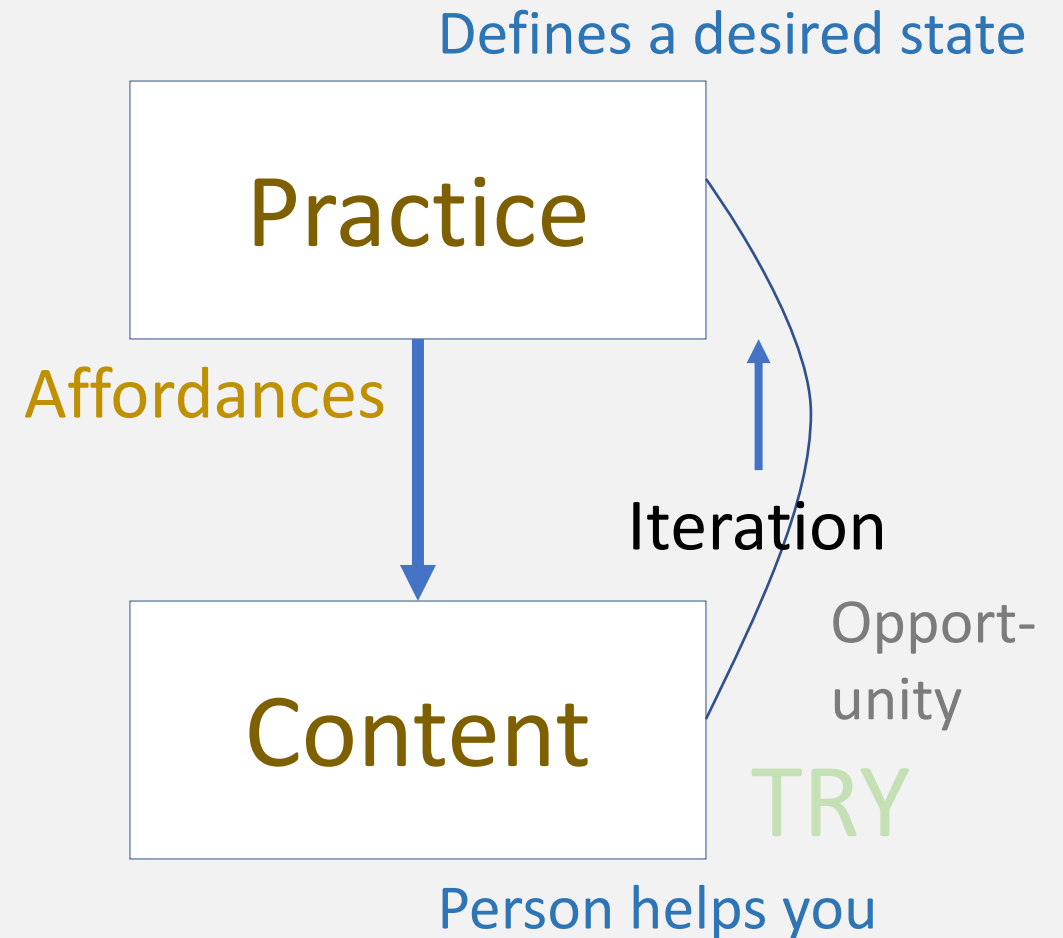 Defines a desired state
Practice
Affordances
Iteration
Opport-
unity
Content
TRY
Person helps you